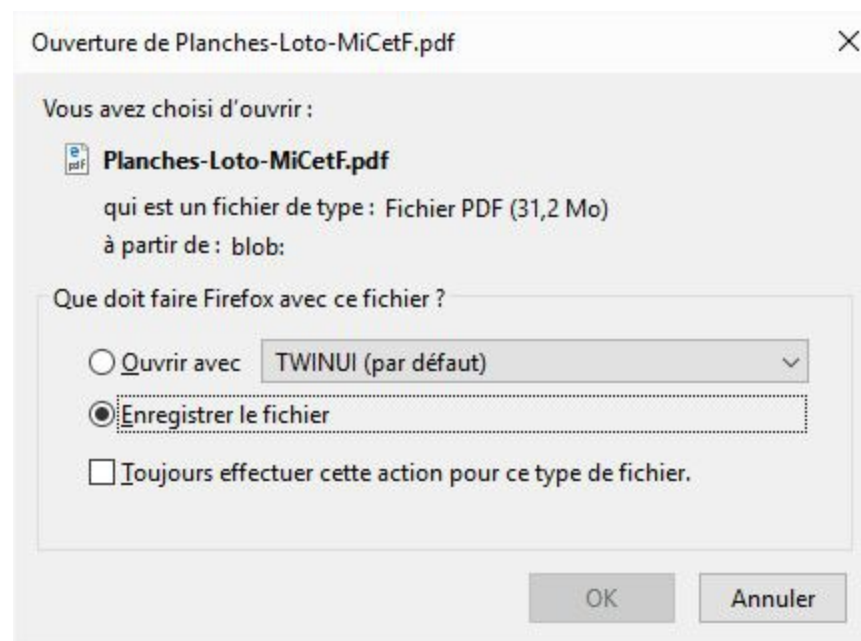 Ouverture de Planches-Loto-MiCetF.pdf
Vous avez choisi d'ouvrir :
Planches-Loto-MiCetF.pdf
qui est un fichier de type : Fichier PDF (31,2 Mo)
à partir de : blob:
Que doit faire Firefox avec ce fichier ?
Ouvrir avec TWINUI (par défaut)
Enregistrer le fichier
Toujours effectuer cette action pour ce type de fichier.
OK Annuler